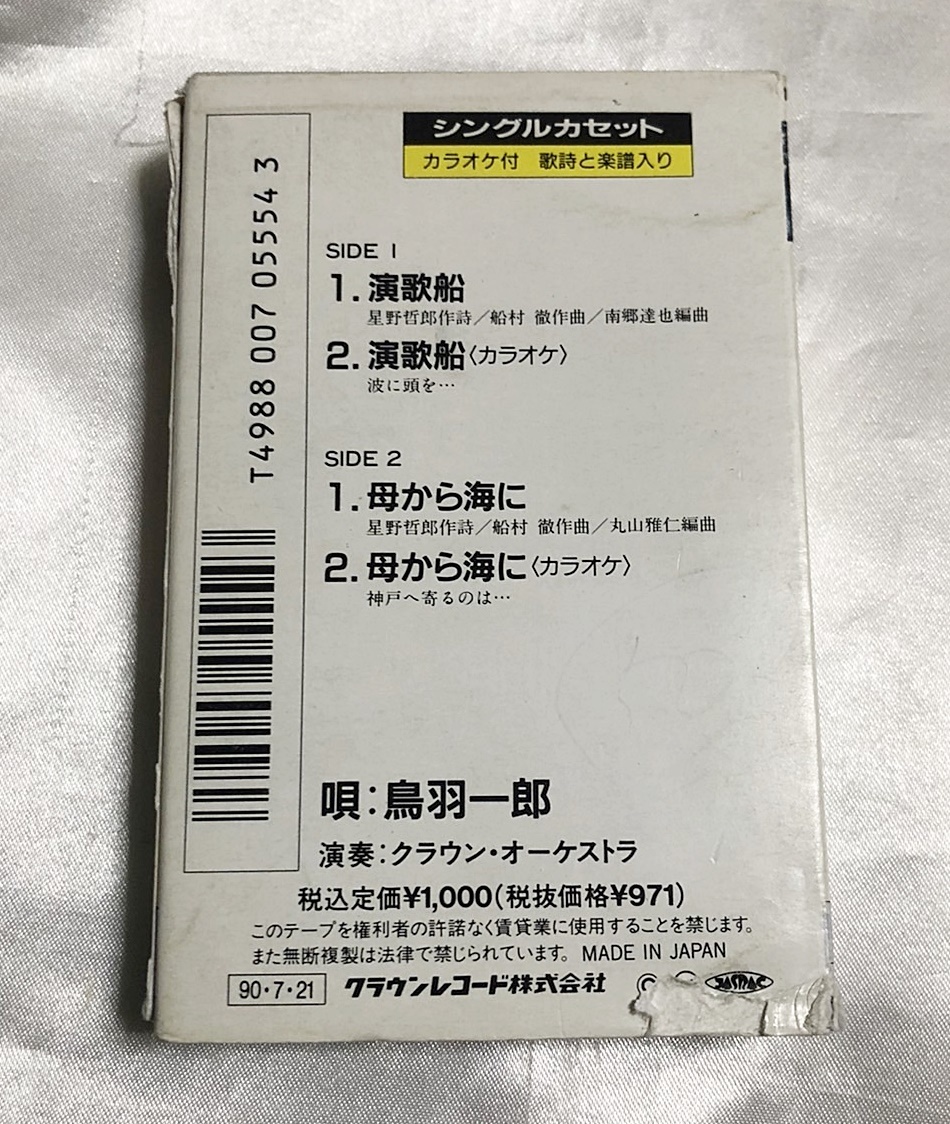 シングルカセット
カラオケ付　歌詩と楽譜入り
T4988 007 05554 3
SIDE 1
1. 演歌船
星野哲郎作詩／船村 徹作曲／南郷達也編曲
2. 演歌船〈カラオケ〉
波に頭を…
SIDE 2
1. 母から海に
星野哲郎作詩／船村 徹作曲／丸山雅仁編曲
2. 母から海に〈カラオケ〉
神戸へ寄るのは…
唄:鳥羽一郎
演奏:クラウン・オーケストラ
税込定価¥1,000(税抜価格¥971)
このテープを権利者の許諾なく賃貸業に使用することを禁じます。
また無断複製は法律で禁じられています。 MADE IN JAPAN
90・7・21 クラウンレコード株式会社 JASRAC